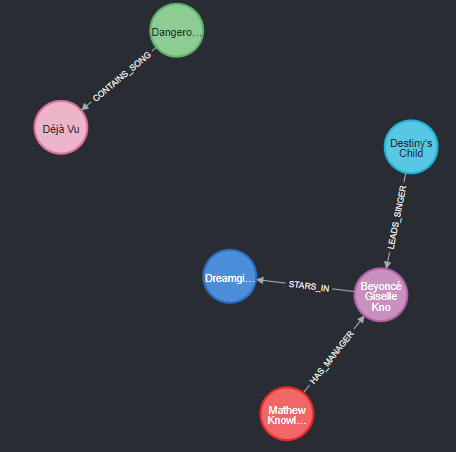 Dangero...
CONTAINS_SONG
Déjà Vu
Destiny's
Child
LEADS_SINGER
Dreamgi...
STARS_IN
Beyoncé
Giselle
Kno
HAS_MANAGER
Mathew
Knowl...